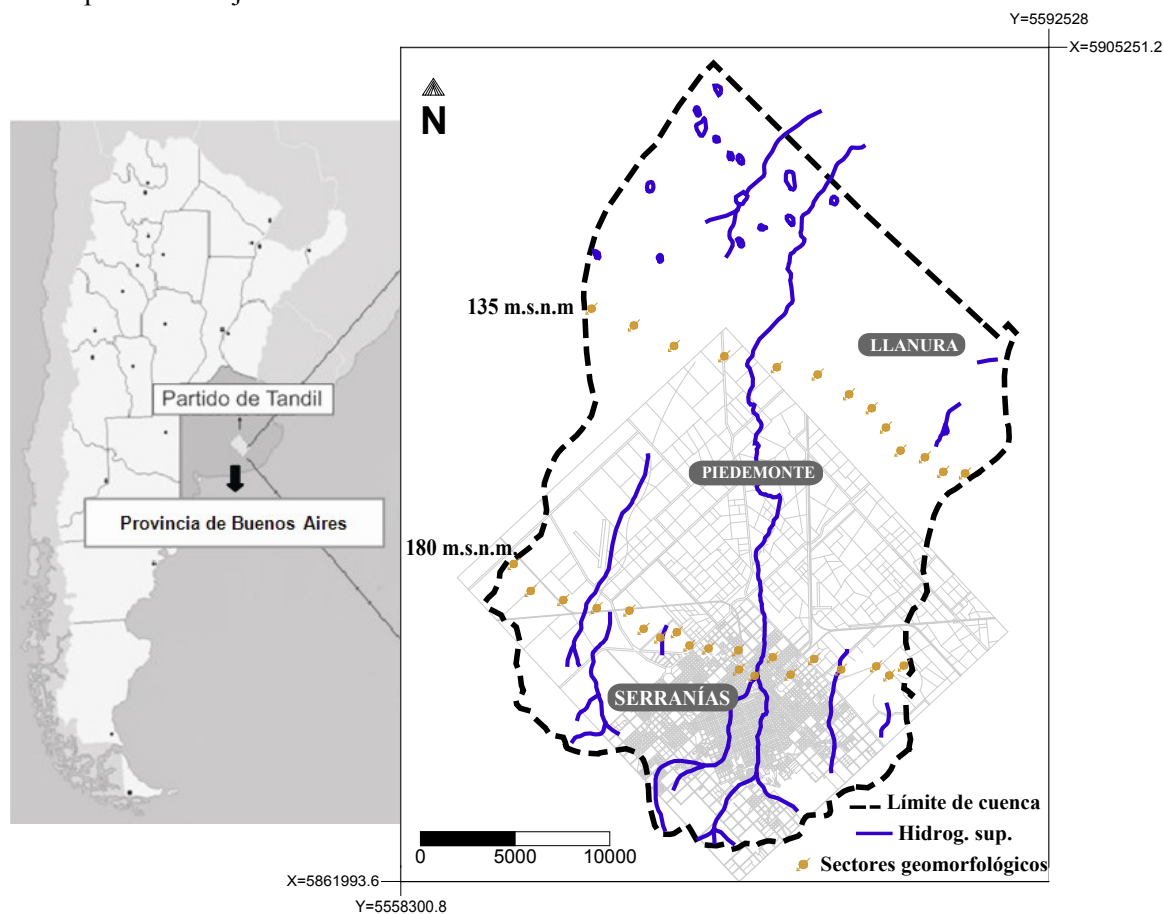 Y=5592528
X=5905251.2
N
135 m.s.n.m
LLANURA
Partido de Tandil
PIEDEMONTE
Provincia de Buenos Aires
180 m.s.n.m.
SERRANÍAS
Límite de cuenca
Hidrog. sup.
Sectores geomorfológicos
0 5000 10000
X=5861993.6
Y=5558300.8